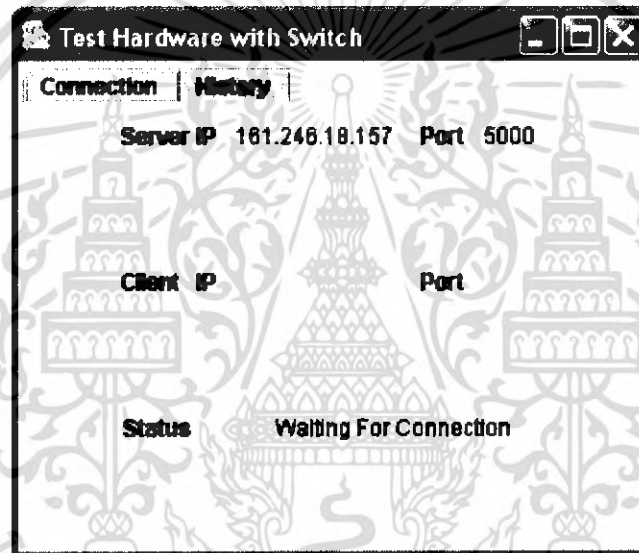 Test Hardware with Switch
Connection History
Server IP 161.246.18.157 Port 5000
Client IP Port
Status Waiting For Connection